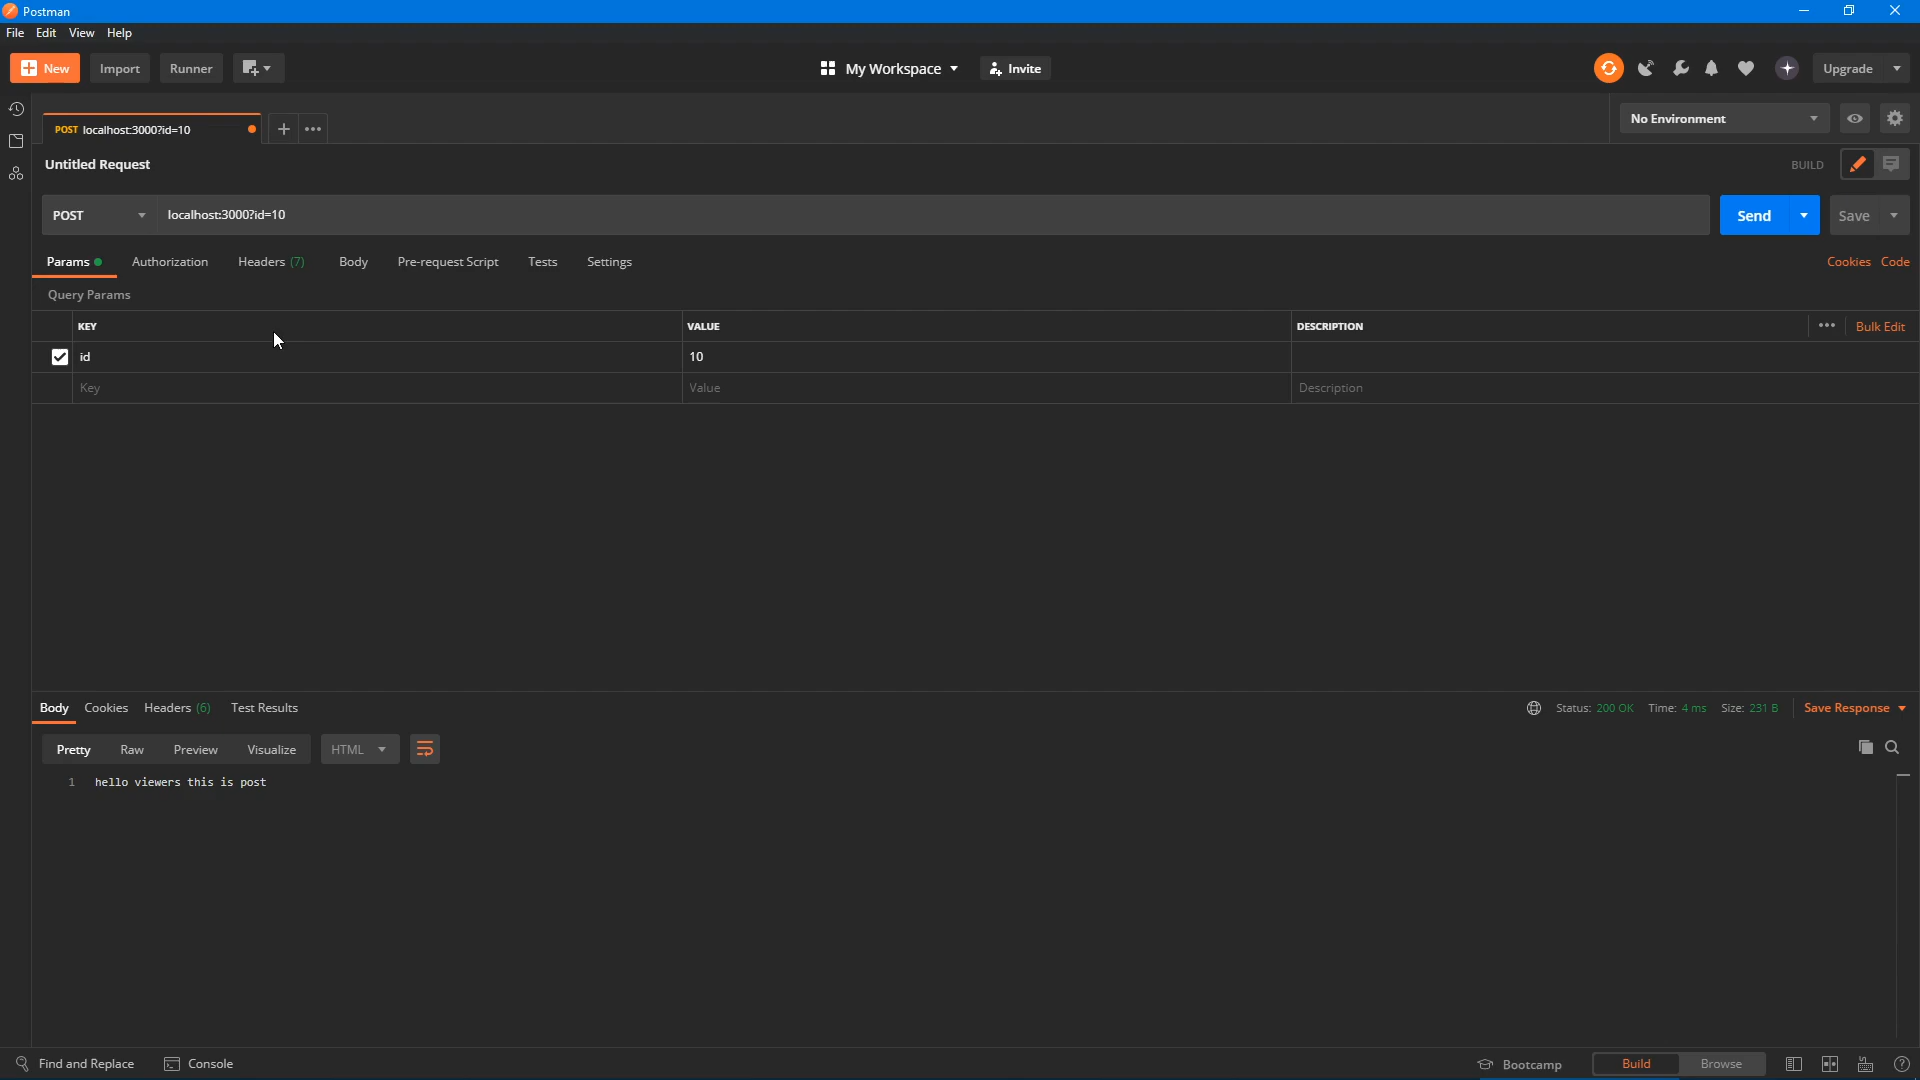 Postman
File Edit View Help
New Import Runner My Workspace Invite Upgrade
POST localhost:3000?id=10 No Environment
Untitled Request BUILD
POST localhost:3000?id=10 Send Save
Params Authorization Headers (7) Body Pre-request Script Tests Settings Cookies Code
Query Params
KEY VALUE DESCRIPTION Bulk Edit
id 10
Key Value Description
Body Cookies Headers (6) Test Results Status: 200 OK Time: 4 ms Size: 231 B Save Response
Pretty Raw Preview Visualize HTML
1 hello viewers this is post
Find and Replace Console Bootcamp Build Browse